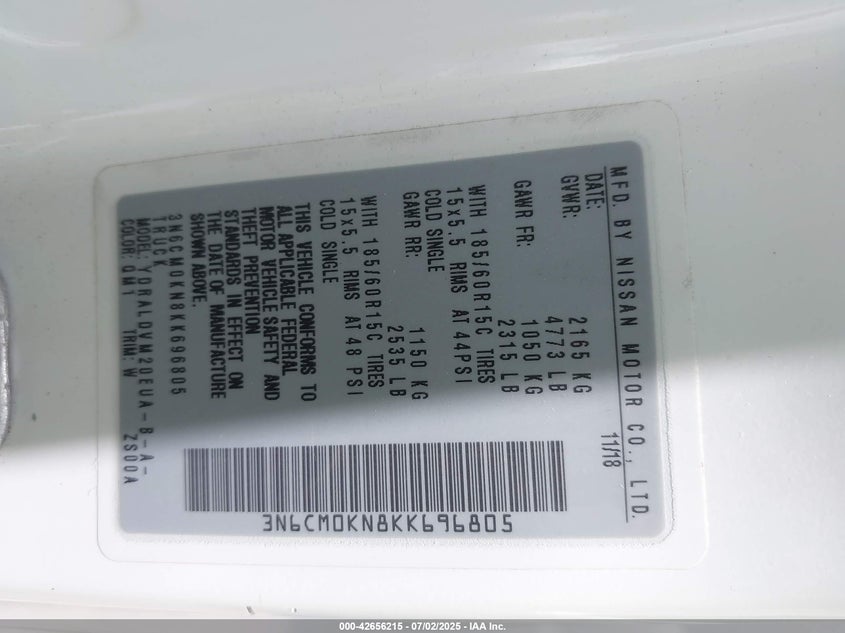 MFD. BY NISSAN MOTOR CO., LTD.
DATE: 11/18
GVWR: 2165 KG
4773 LB
GAWR FR: 1050 KG
2315 LB
WITH 185/60R15C TIRES
15x5.5 RIMS AT 44PSI
COLD SINGLE
GAWR RR: 1150 KG
2535 LB
WITH 185/60R15C TIRES
15x5.5 RIMS AT 48 PSI
COLD SINGLE
THIS VEHICLE CONFORMS TO
ALL APPLICABLE FEDERAL
MOTOR VEHICLE SAFETY AND
THEFT PREVENTION
STANDARDS IN EFFECT ON
THE DATE OF MANUFACTURE
SHOWN ABOVE.
3N6CM0KN8KK696805
TRUCK
MODEL: YDRALDVM20EUA-B-A-
COLOR: QM1 TRIM: W ZS00A
3N6CM0KN8KK696805
000-42656215 - 07/02/2025 - IAA Inc.